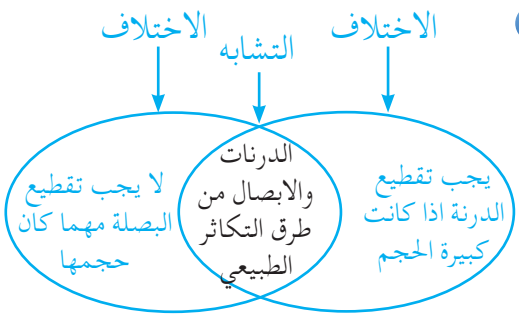 الاختلاف
التشابه
الاختلاف
يجب تقطيع
الدرنة اذا كانت
كبيرة الحجم
الدرنات
والابصال من
طرق التكاثر
الطبيعي
لا يجب تقطيع
البصلة مهما كان
حجمها